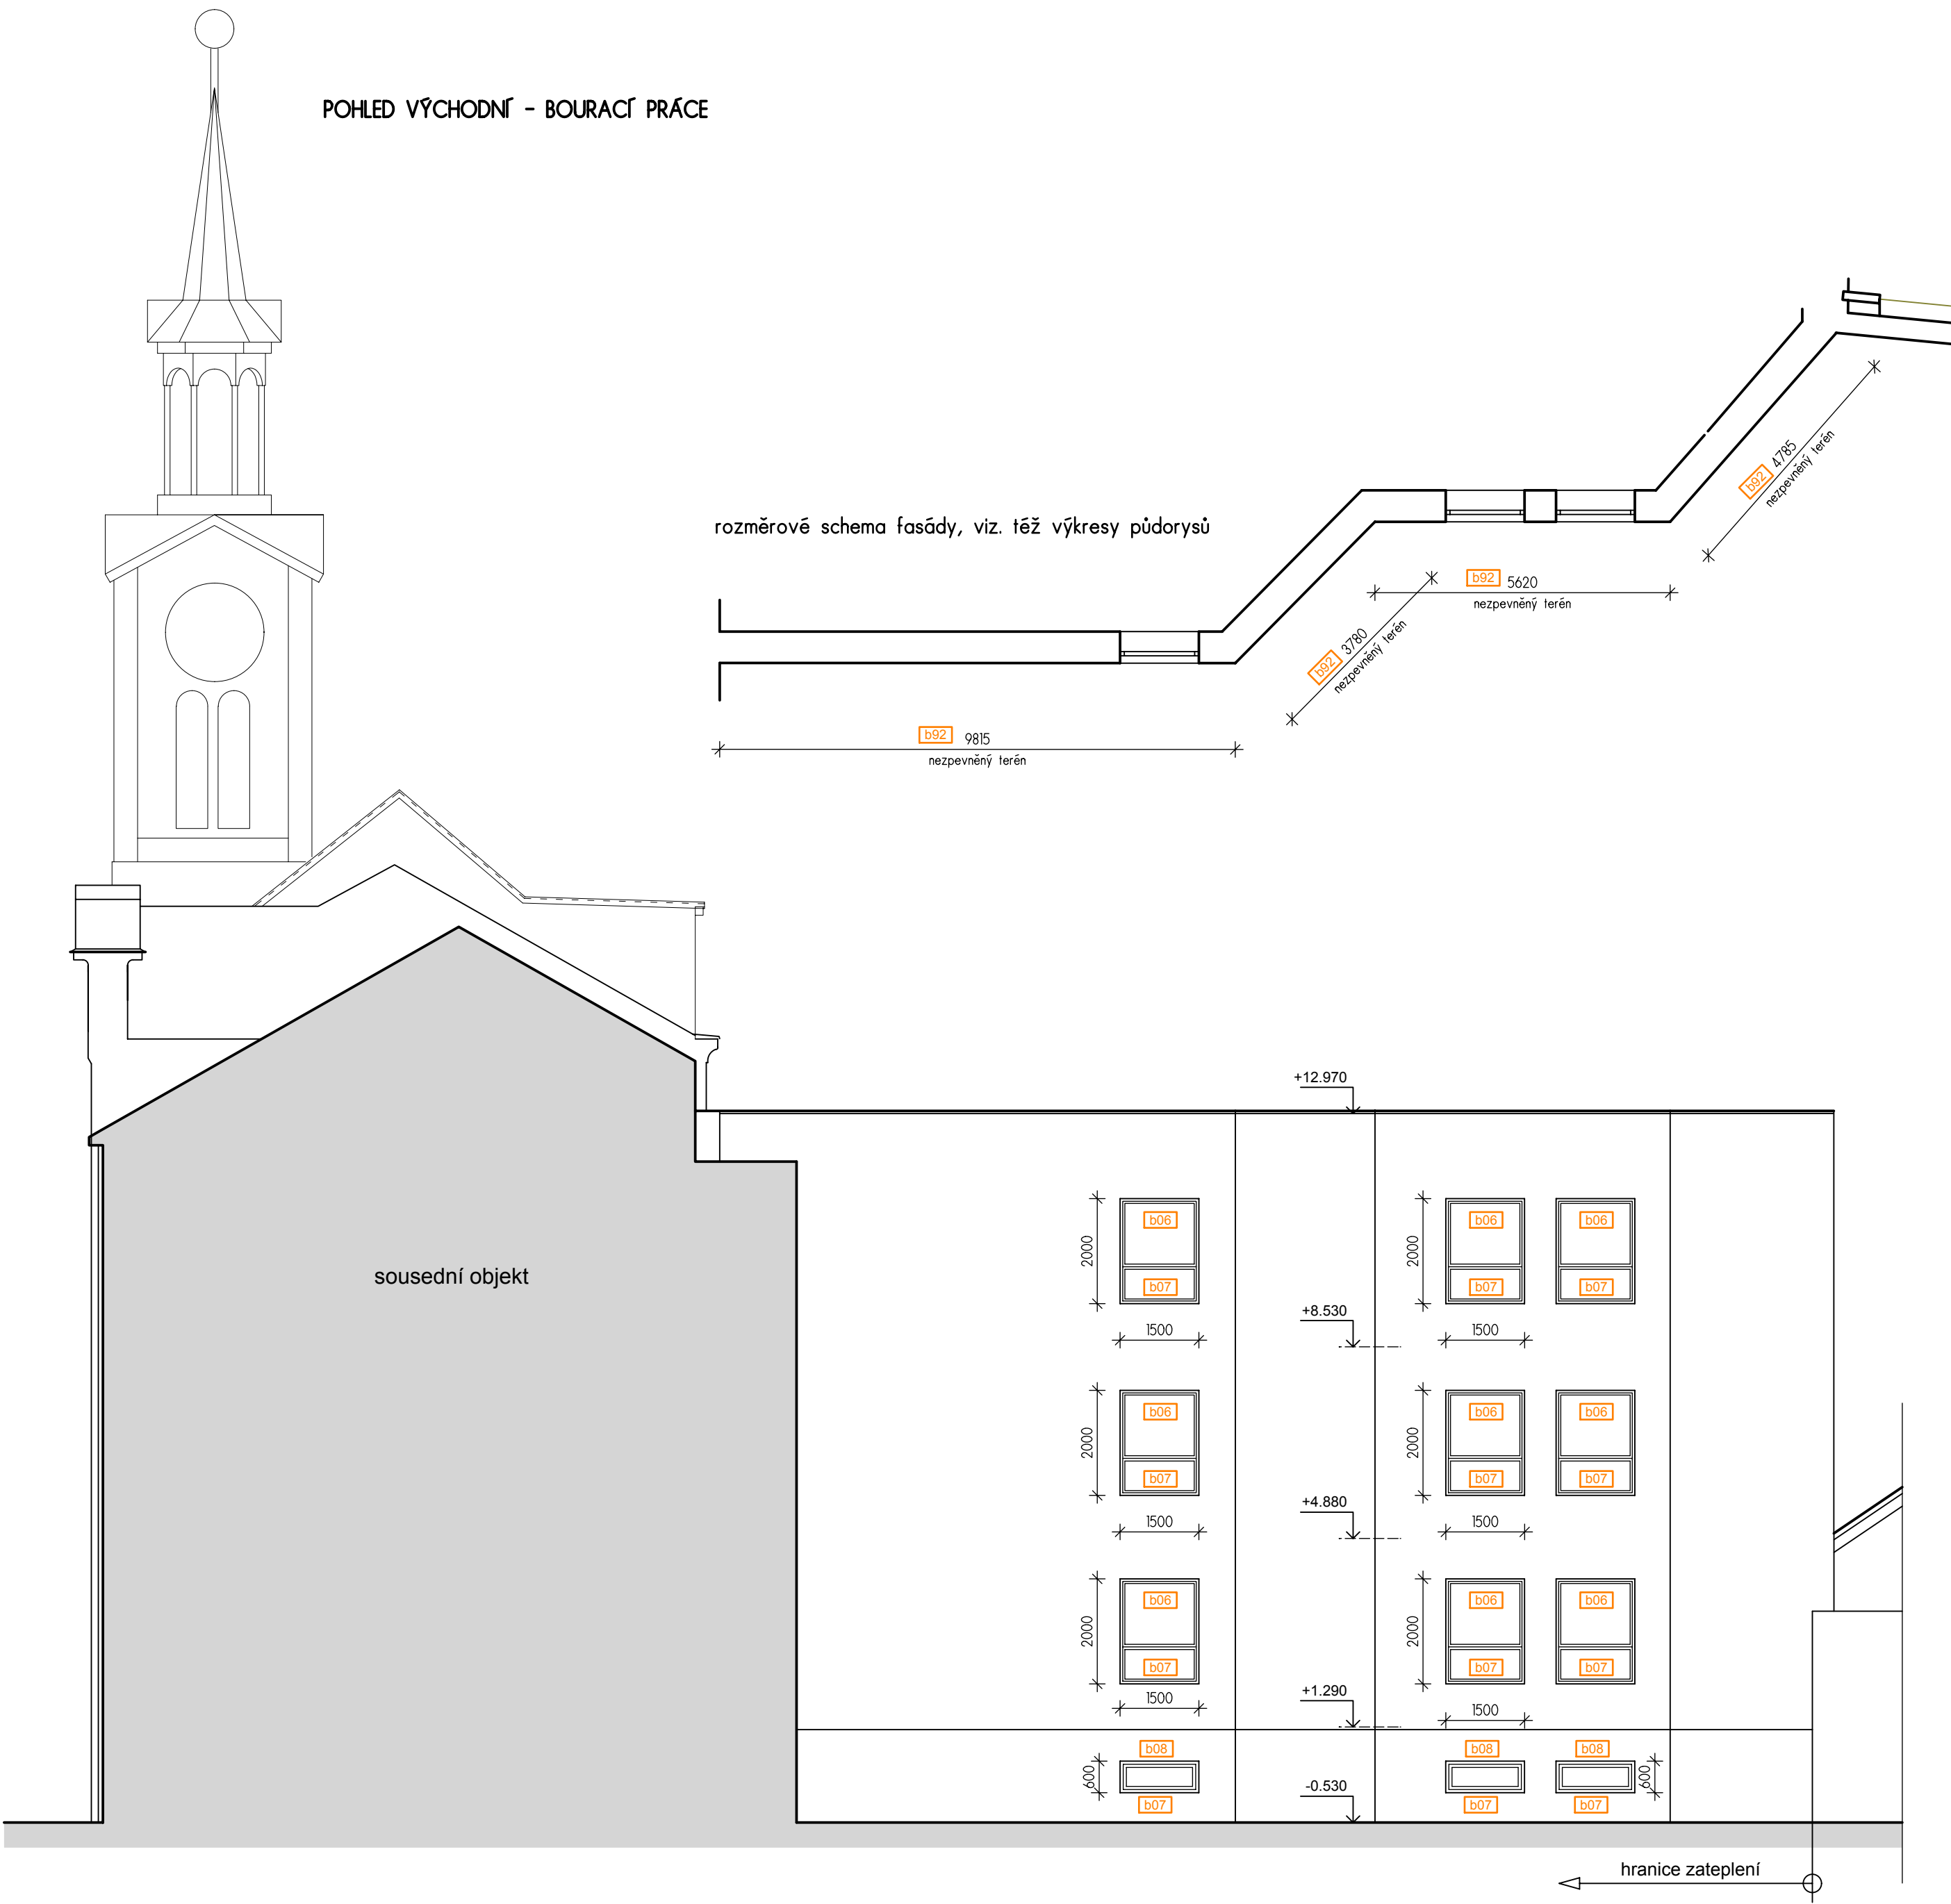 POHLED VÝCHODNÍ - BOURACÍ PRÁCE
b92 4785
nezpevněný terén
rozměrové schema fasády, viz. též výkresy půdorysů
b92 5620
nezpevněný terén
b92 3780
nezpevněný terén
b92 9815
nezpevněný terén
+12.970
sousední objekt
2000
b06
b07
1500
+8.530
2000
b06 b06
b07 b07
1500
2000
b06
b07
1500
+4.880
2000
b06 b06
b07 b07
1500
2000
b06
b07
1500
+1.290
2000
b06 b06
b07 b07
1500
b08
600
b07
-0.530
b08 b08
600
b07 b07
hranice zateplení